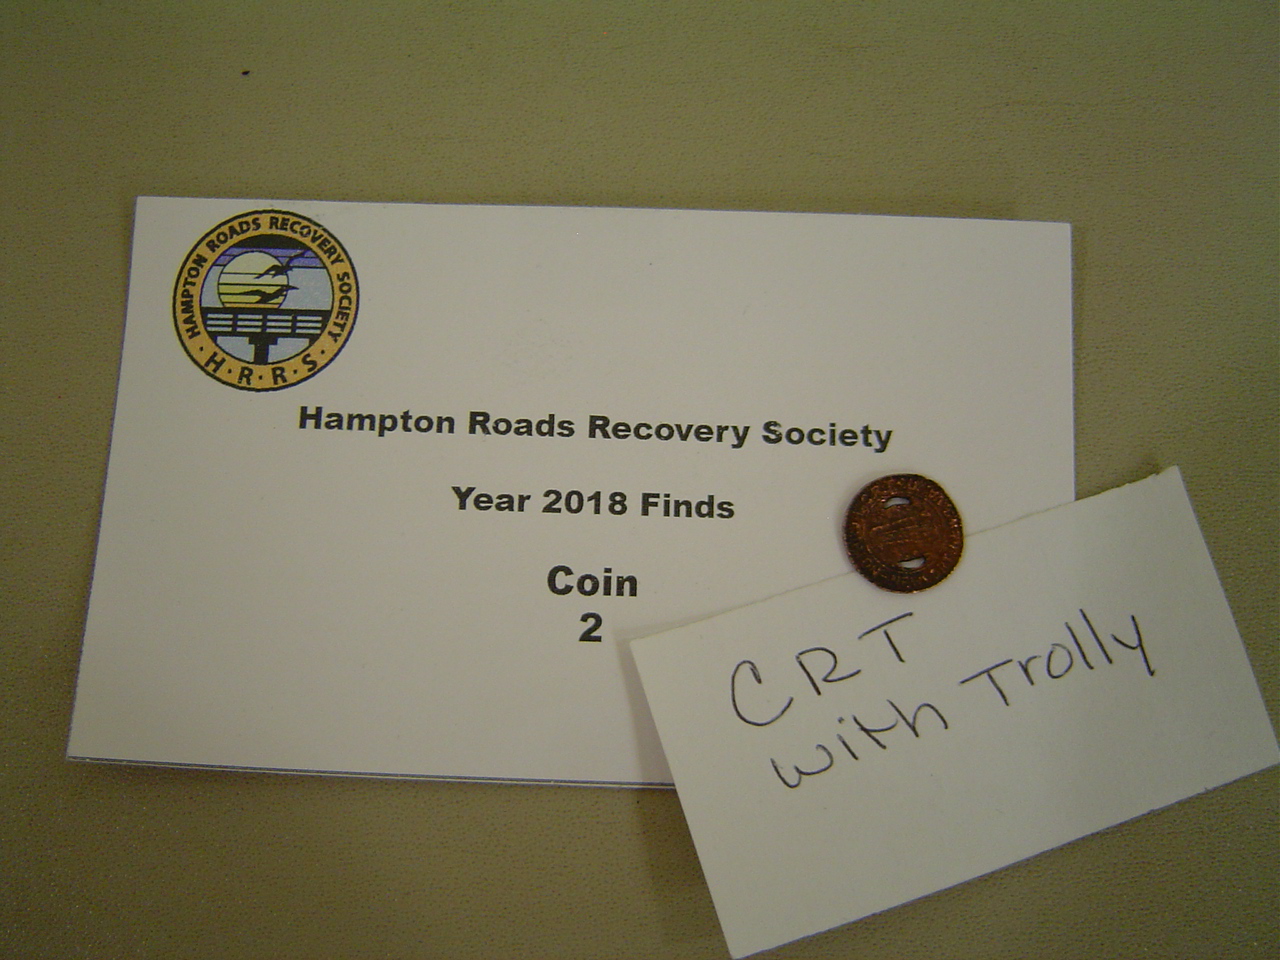 HAMPTON ROADS RECOVERY SOCIETY
· H · R · R · S ·
Hampton Roads Recovery Society
Year 2018 Finds
Coin
2
CRT
with Trolly